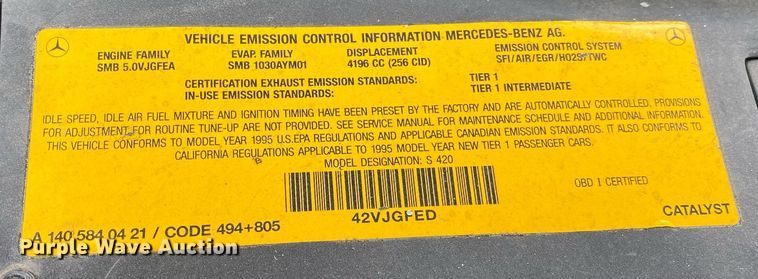 VEHICLE EMISSION CONTROL INFORMATION MERCEDES-BENZ AG.
ENGINE FAMILY EVAP. FAMILY DISPLACEMENT EMISSION CONTROL SYSTEM
SMB 5.0VJGFEA SMB 1030AYM01 4196 CC (256 CID) SFI/AIR/EGR/HO2S/TWC
CERTIFICATION EXHAUST EMISSION STANDARDS: TIER 1
IN-USE EMISSION STANDARDS: TIER 1 INTERMEDIATE
IDLE SPEED, IDLE AIR FUEL MIXTURE AND IGNITION TIMING HAVE BEEN PRESET BY THE FACTORY AND ARE AUTOMATICALLY CONTROLLED. PROVISIONS
FOR ADJUSTMENT FOR ROUTINE TUNE-UP ARE NOT PROVIDED. SEE SERVICE MANUAL FOR MAINTENANCE SCHEDULE AND ADDITIONAL INFORMATION.
THIS VEHICLE CONFORMS TO MODEL YEAR 1995 U.S.EPA REGULATIONS AND APPLICABLE CANADIAN EMISSION STANDARDS. IT ALSO CONFORMS TO
CALIFORNIA REGULATIONS APPLICABLE TO 1995 MODEL YEAR NEW TIER 1 PASSENGER CARS.
MODEL DESIGNATION: S 420
OBD 1 CERTIFIED
42VJGFED
CATALYST
A 140 584 04 21 / CODE 494+805
Purple Wave Auction